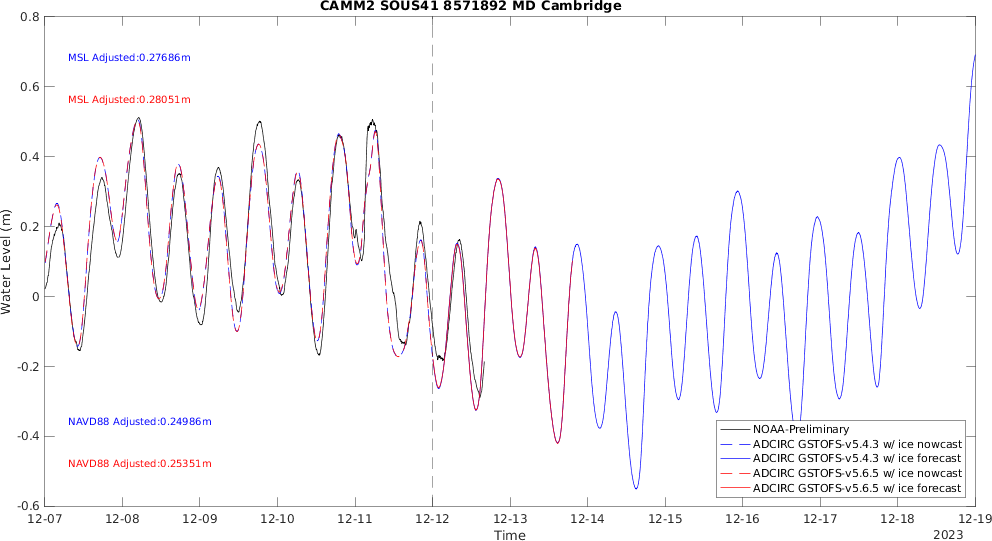 CAMM2 SOUS41 8571892 MD Cambridge
0.8
0.6
0.4
0.2
0
-0.2
-0.4
-0.6
Water Level (m)
MSL Adjusted:0.27686m
MSL Adjusted:0.28051m
NAVD88 Adjusted:0.24986m
NAVD88 Adjusted:0.25351m
NOAA-Preliminary
ADCIRC GSTOFS-v5.4.3 w/ ice nowcast
ADCIRC GSTOFS-v5.4.3 w/ ice forecast
ADCIRC GSTOFS-v5.6.5 w/ ice nowcast
ADCIRC GSTOFS-v5.6.5 w/ ice forecast
12-07 12-08 12-09 12-10 12-11 12-12 12-13 12-14 12-15 12-16 12-17 12-18 12-19
Time
2023